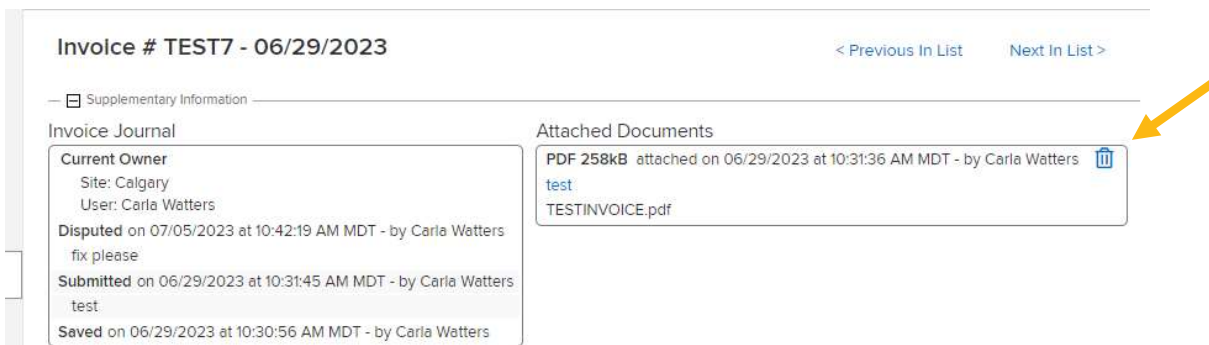 Invoice # TEST7 - 06/29/2023
< Previous In List
Next In List >
Supplementary Information
Invoice Journal
Current Owner
Site: Calgary
User: Carla Watters
Disputed on 07/05/2023 at 10:42:19 AM MDT - by Carla Watters
fix please
Submitted on 06/29/2023 at 10:31:45 AM MDT - by Carla Watters
test
Saved on 06/29/2023 at 10:30:56 AM MDT - by Carla Watters
Attached Documents
PDF 258kB attached on 06/29/2023 at 10:31:36 AM MDT - by Carla Watters
test
TESTINVOICE.pdf